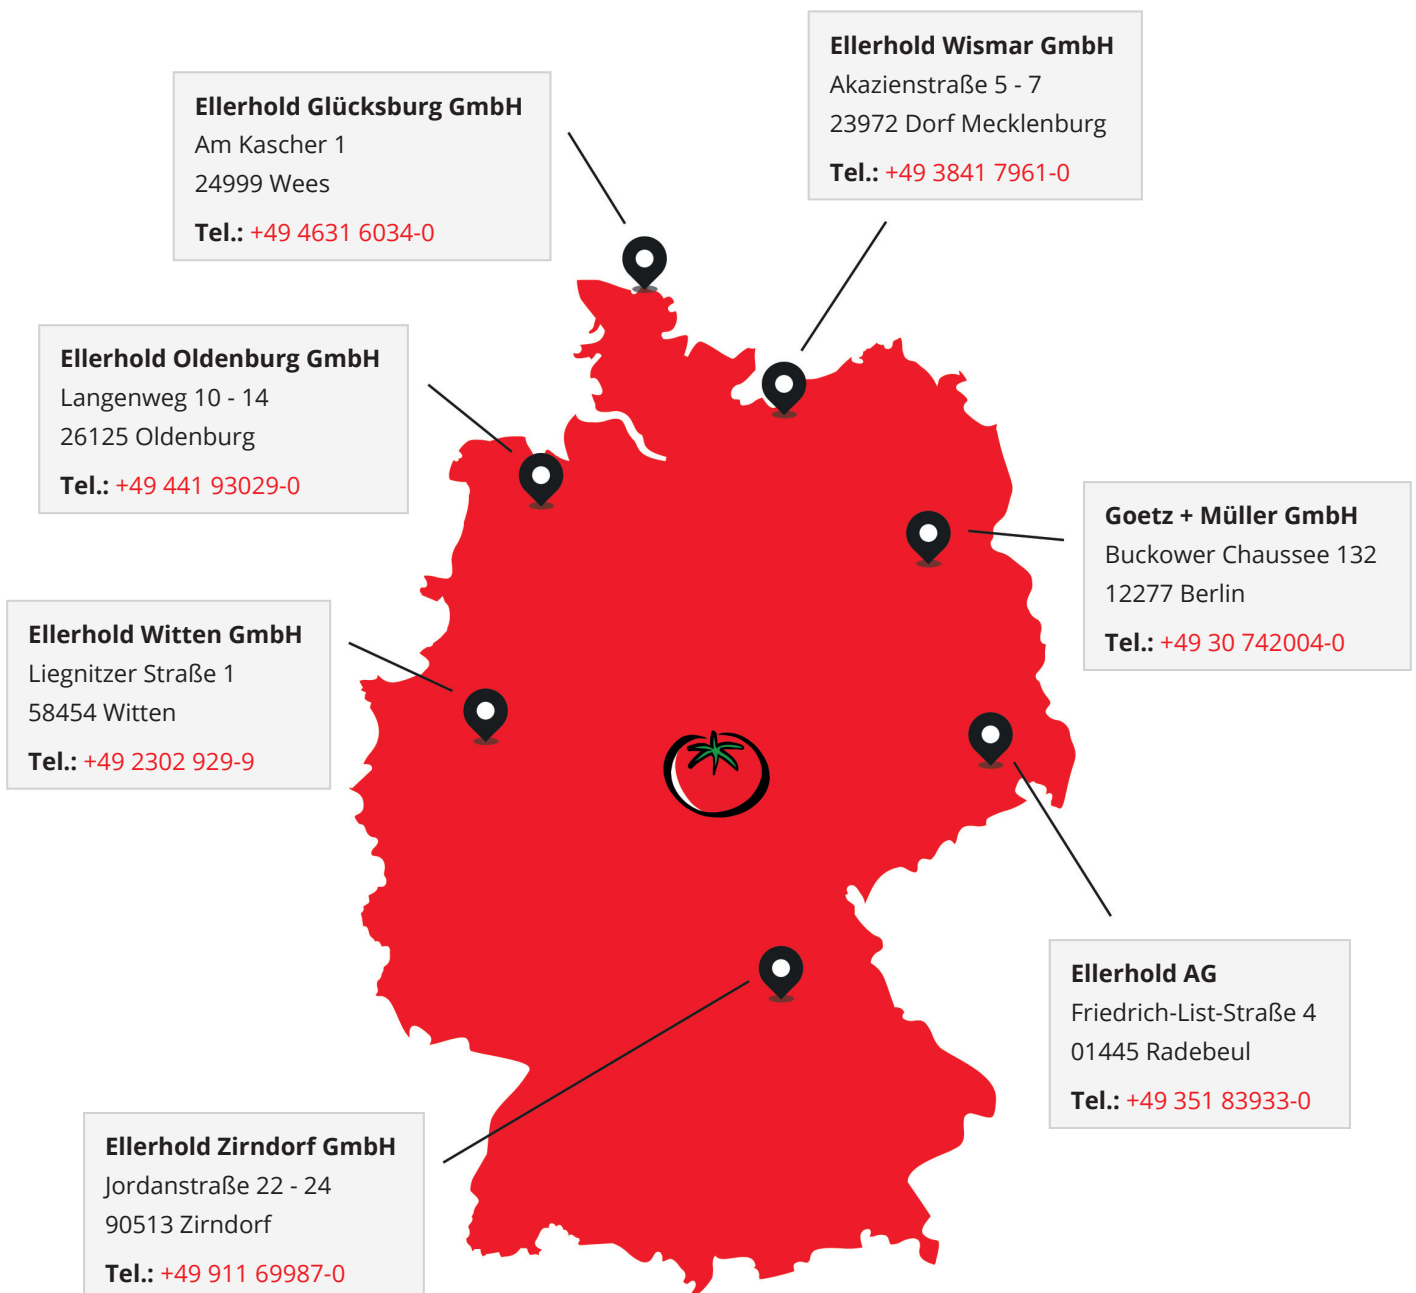 Ellerhold Wismar GmbH
Akazienstraße 5 - 7
23972 Dorf Mecklenburg
Tel.: +49 3841 7961-0
Ellerhold Glücksburg GmbH
Am Kascher 1
24999 Wees
Tel.: +49 4631 6034-0
Ellerhold Oldenburg GmbH
Langenweg 10 - 14
26125 Oldenburg
Tel.: +49 441 93029-0
Goetz + Müller GmbH
Buckower Chaussee 132
12277 Berlin
Tel.: +49 30 742004-0
Ellerhold Witten GmbH
Liegnitzer Straße 1
58454 Witten
Tel.: +49 2302 929-9
Ellerhold AG
Friedrich-List-Straße 4
01445 Radebeul
Tel.: +49 351 83933-0
Ellerhold Zirndorf GmbH
Jordanstraße 22 - 24
90513 Zirndorf
Tel.: +49 911 69987-0